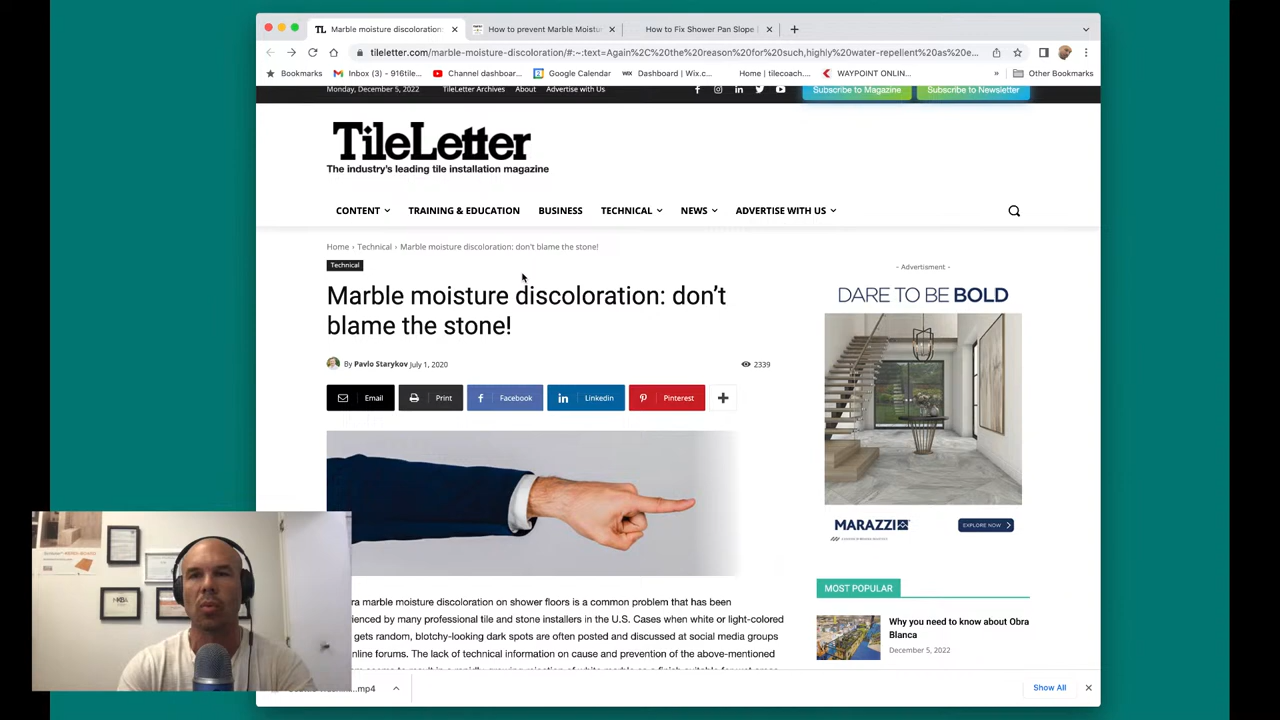 TL Marble moisture discoloration:
How to prevent Marble Moistu
How to Fix Shower Pan Slope
tileletter.com/marble-moisture-discoloration/#:~:text=Again%2C%20the%20reason%20for%20such,highly%20water-repellent%20as%20e...
Bookmarks
Inbox (3) - 916tile...
Channel dashboar...
Google Calendar
WiX Dashboard | Wix.c...
Home | tilecoach....
WAYPOINT ONLIN...
»
Other Bookmarks
Monday, December 5, 2022
TileLetter Archives
About
Advertise with Us
Subscribe to Magazine
Subscribe to Newsletter
TileLetter
The industry's leading tile installation magazine
CONTENT
TRAINING & EDUCATION
BUSINESS
TECHNICAL
NEWS
ADVERTISE WITH US
Home › Technical › Marble moisture discoloration: don't blame the stone!
Technical
- Advertisment -
Marble moisture discoloration: don't
blame the stone!
By Pavlo Starykov July 1, 2020
2339
Email
Print
Facebook
Linkedin
Pinterest
DARE TO BE BOLD
MARAZZI
EXPLORE NOW
MOST POPULAR
Why you need to know about Obra
Blanca
December 5, 2022
ra marble moisture discoloration on shower floors is a common problem that has been
ienced by many professional tile and stone installers in the U.S. Cases when white or light-colored
gets random, blotchy-looking dark spots are often posted and discussed at social media groups
nline forums. The lack of technical information on cause and prevention of the above-mentioned
...mp4
Show All